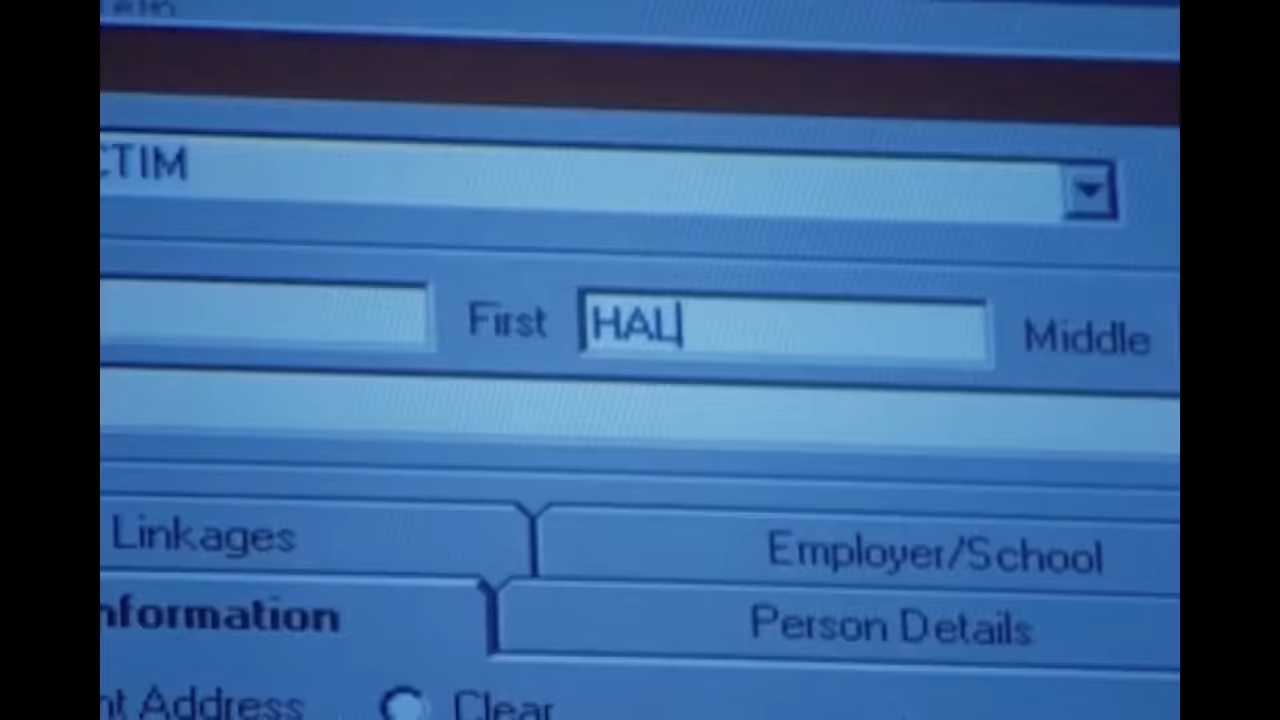 CTIM
First HAL Middle
Linkages Employer/School
nformation Person Details
nt Address Clear